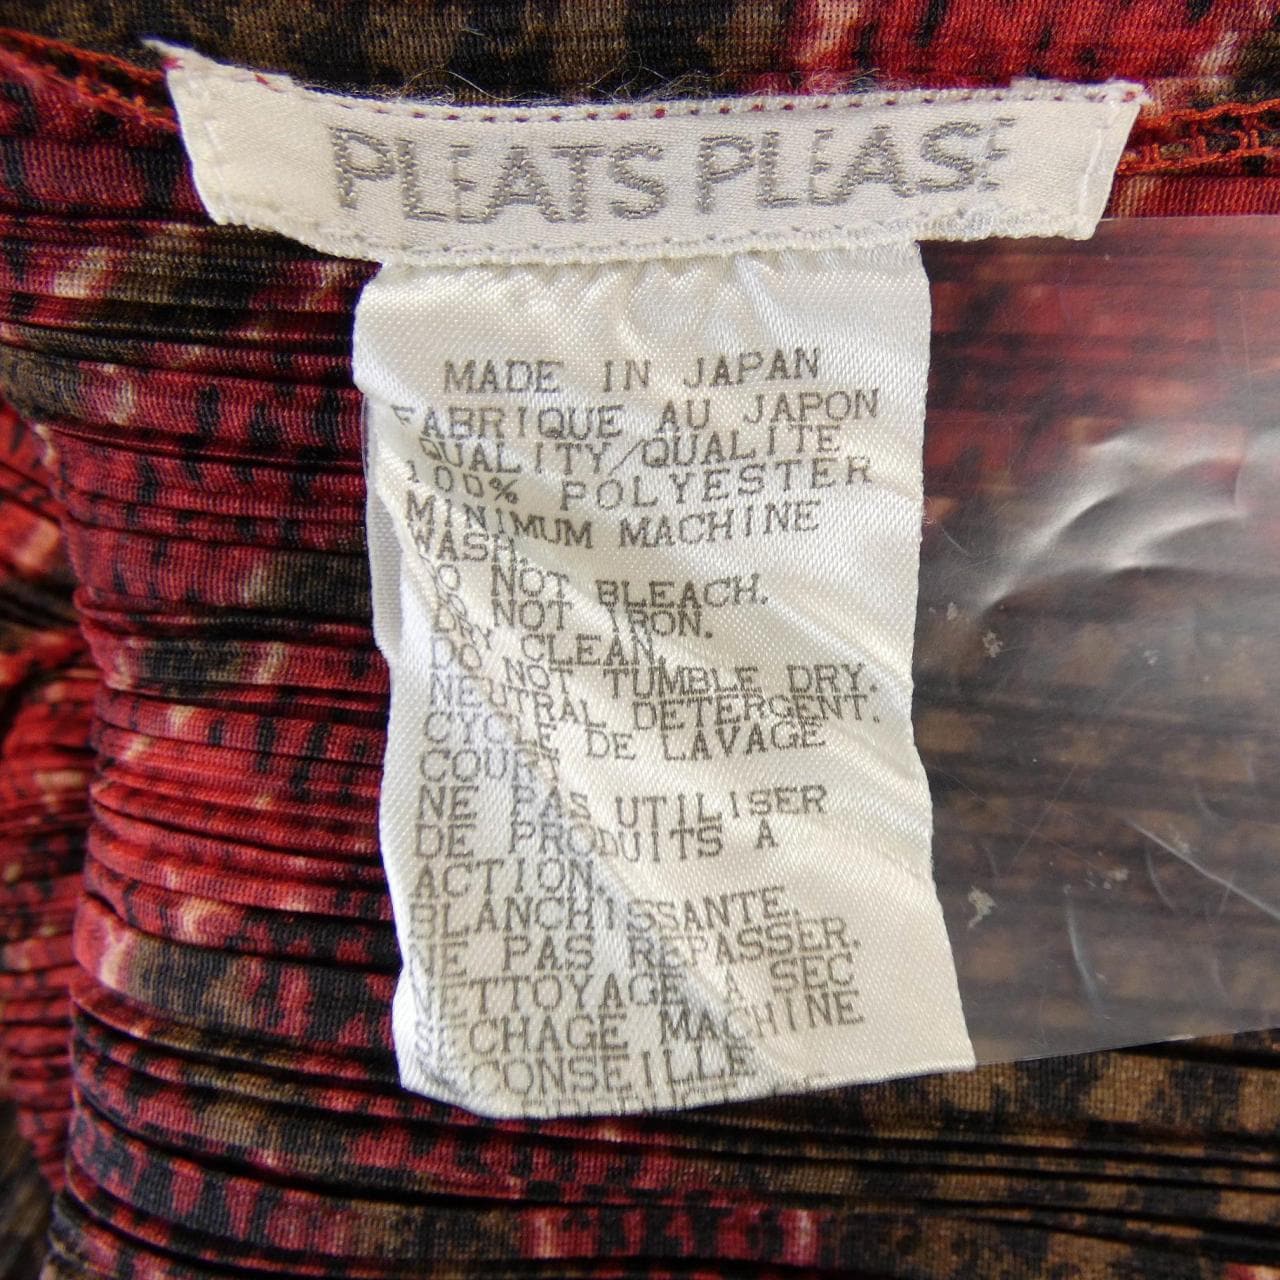 PLEATS PLEASE
MADE IN JAPAN
FABRIQUE AU JAPON
QUALITY/QUALITE
100% POLYESTER
MINIMUM MACHINE
WASH.
DO NOT BLEACH.
DO NOT IRON.
DRY CLEAN
DO NOT TUMBLE DRY.
NEUTRAL DETERGENT.
CYCLE DE LAVAGE
COURT
NE PAS UTILISER
DE PRODUITS A
ACTION.
BLANCHISSANTE.
NE PAS REPASSER.
NETTOYAGE A SEC
SECHAGE MACHINE
CONSEILLE